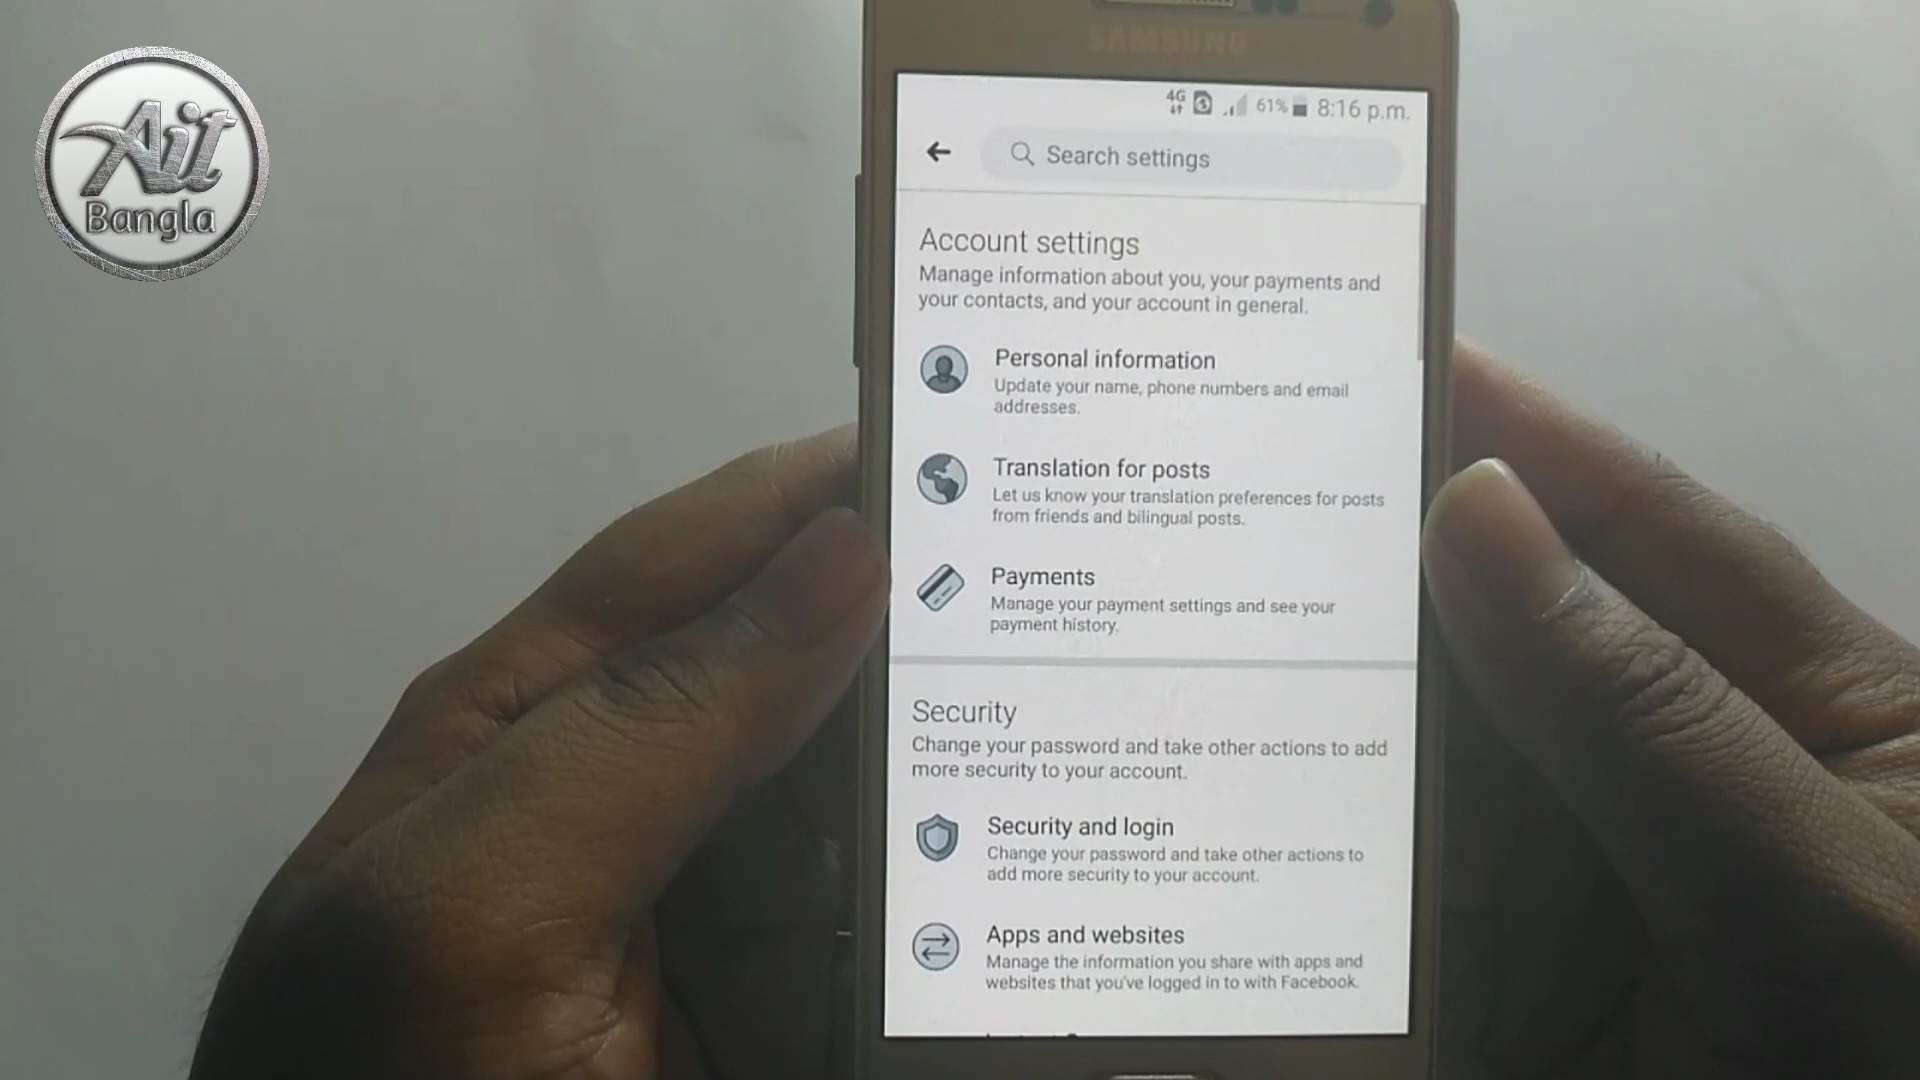 Ait
Bangla
SAMSUNG
4G 61% 8:16 p.m.
Search settings
Account settings
Manage information about you, your payments and
your contacts, and your account in general.
Personal information
Update your name, phone numbers and email
addresses.
Translation for posts
Let us know your translation preferences for posts
from friends and bilingual posts.
Payments
Manage your payment settings and see your
payment history.
Security
Change your password and take other actions to add
more security to your account.
Security and login
Change your password and take other actions to
add more security to your account.
Apps and websites
Manage the information you share with apps and
websites that you've logged in to with Facebook.